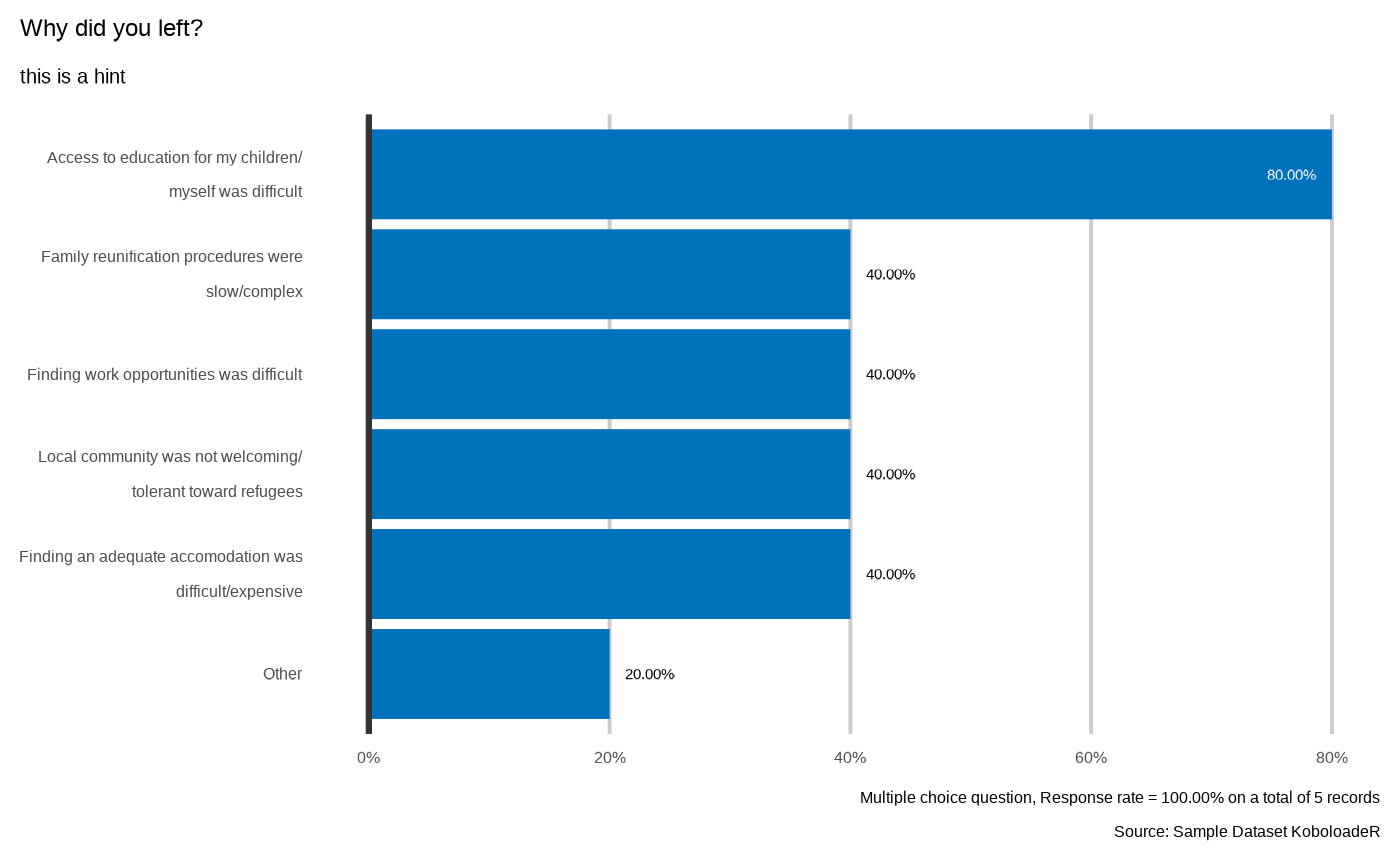 Why did you left?
this is a hint
Access to education for my children/
myself was difficult
80.00%
Family reunification procedures were
slow/complex
40.00%
Finding work opportunities was difficult
40.00%
Local community was not welcoming/
tolerant toward refugees
40.00%
Finding an adequate accomodation was
difficult/expensive
40.00%
Other
20.00%
0% 20% 40% 60% 80%
Multiple choice question, Response rate = 100.00% on a total of 5 records
Source: Sample Dataset KoboloadeR